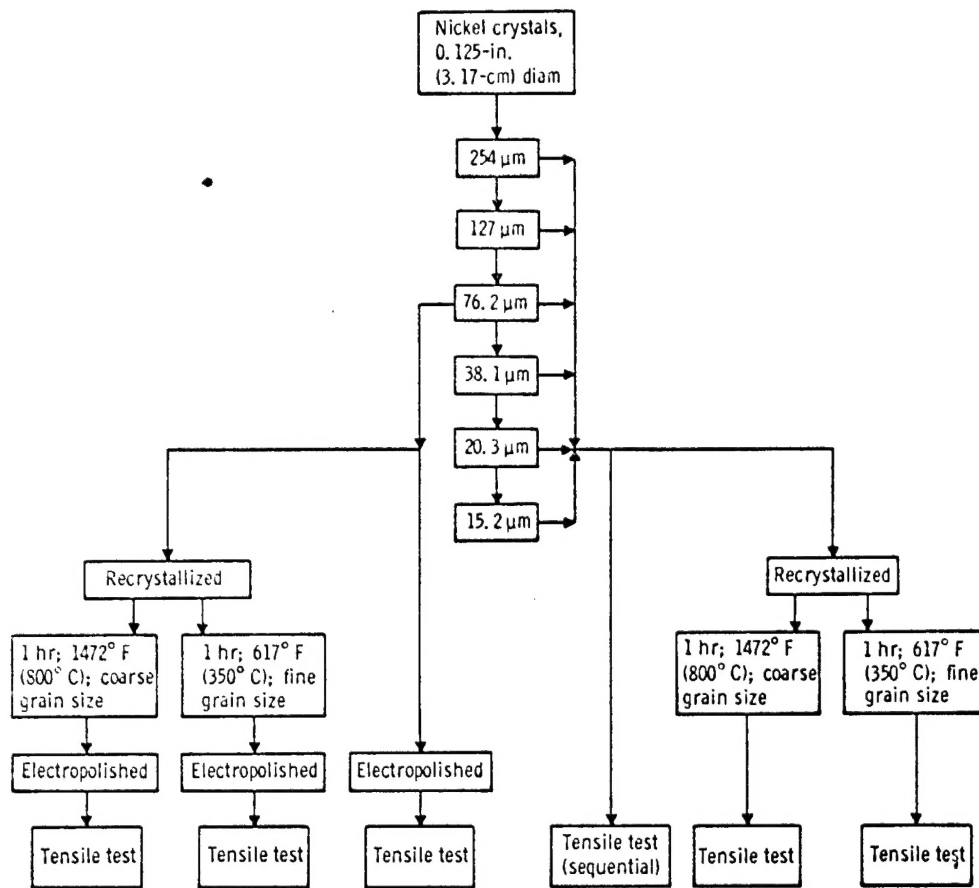 Nickel crystals,
0.125-in.
(3.17-cm) diam
254 µm
127 µm
76.2 µm
38.1 µm
20.3 µm
15.2 µm
Recrystallized
1 hr; 1472° F
(800° C); coarse
grain size
1 hr; 617° F
(350° C); fine
grain size
Electropolished
Electropolished
Electropolished
Tensile test
Tensile test
Tensile test
Tensile test
(sequential)
Recrystallized
1 hr; 1472° F
(800° C); coarse
grain size
1 hr; 617° F
(350° C); fine
grain size
Tensile test
Tensile test